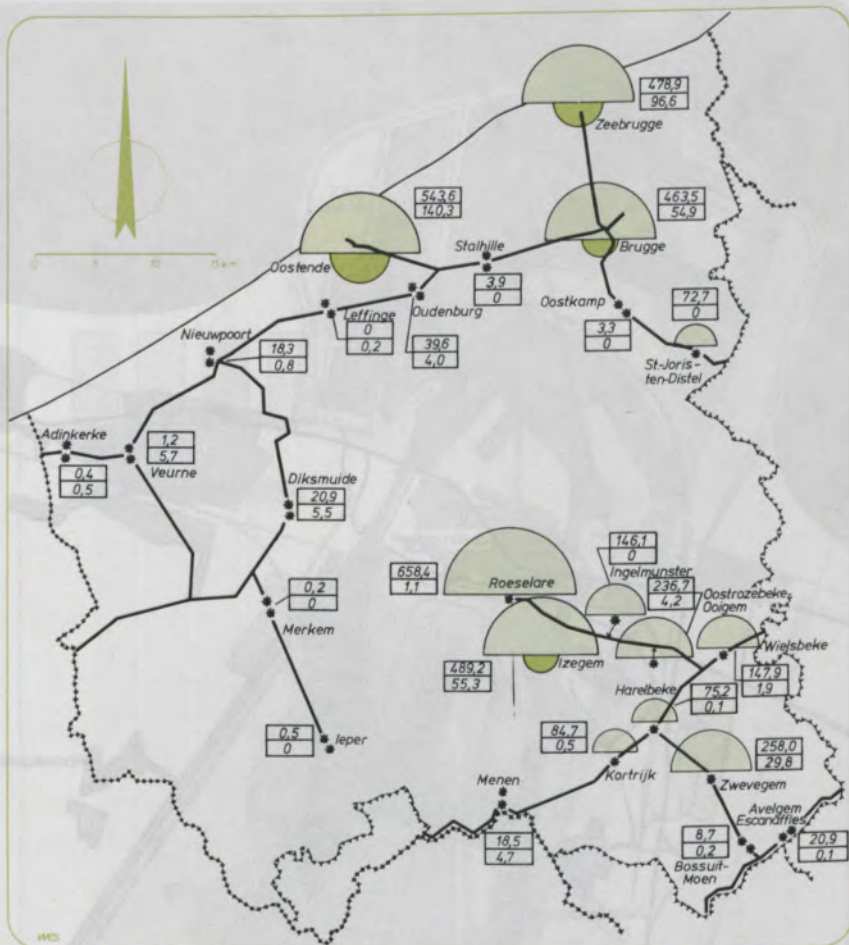 478,9
96,6
Zeebrugge
543,6
140,3
Oostende
463,5
54,9
Brugge
Stalhille
3,9
0
Oudenburg
39,6
4,0
Leffinge
0
0,2
Oostkamp
3,3
0
72,7
0
St.-Joris-
ten-Distel
Nieuwpoort
18,3
0,8
Adinkerke
0,4
0,5
1,2
5,7
Veurne
Diksmuide
20,9
5,5
0,2
0
Merkem
0,5
0
Ieper
658,4
1,1
Roeselare
146,1
0
Ingelmunster
236,7
4,2
Oostrozebeke
Ooigem
489,2
55,3
Izegem
Wielsbeke
147,9
1,9
Harelbeke
75,2
0,1
84,7
0,5
Kortrijk
258,0
29,8
Zwevegem
Menen
18,5
4,7
Avelgem
Escanaffles
20,9
0,1
8,7
0,2
Bossuit-
Moen
0 5 10 15 km
WES